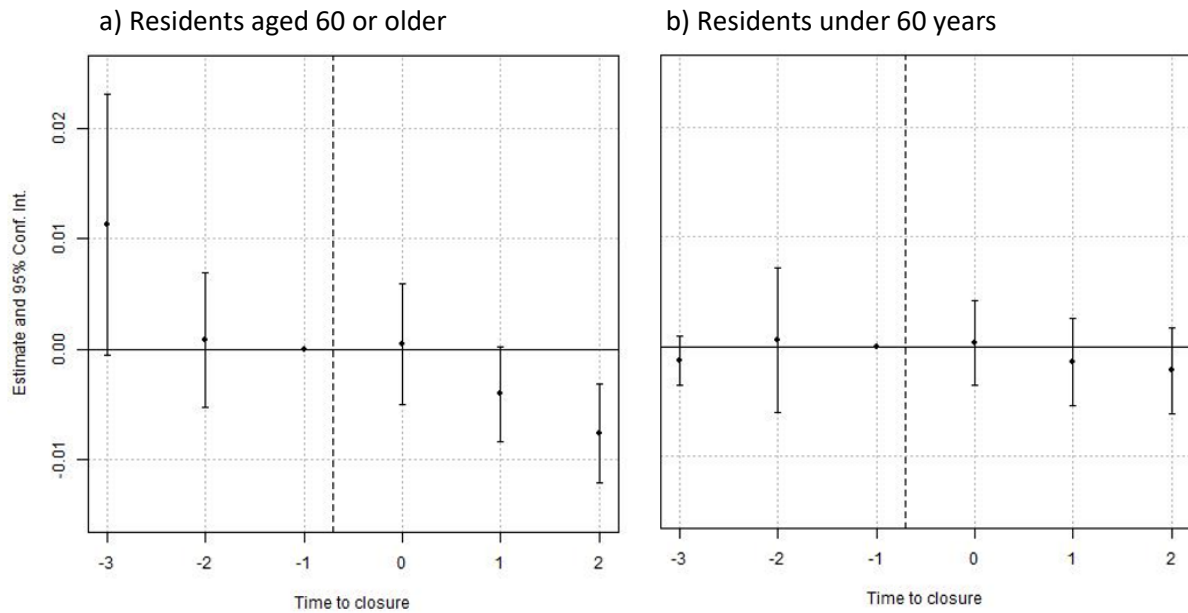 a) Residents aged 60 or older
b) Residents under 60 years
Estimate and 95% Conf. Int.
0.02
0.01
0.00
-0.01
-3 -2 -1 0 1 2
Time to closure
-3 -2 -1 0 1 2
Time to closure